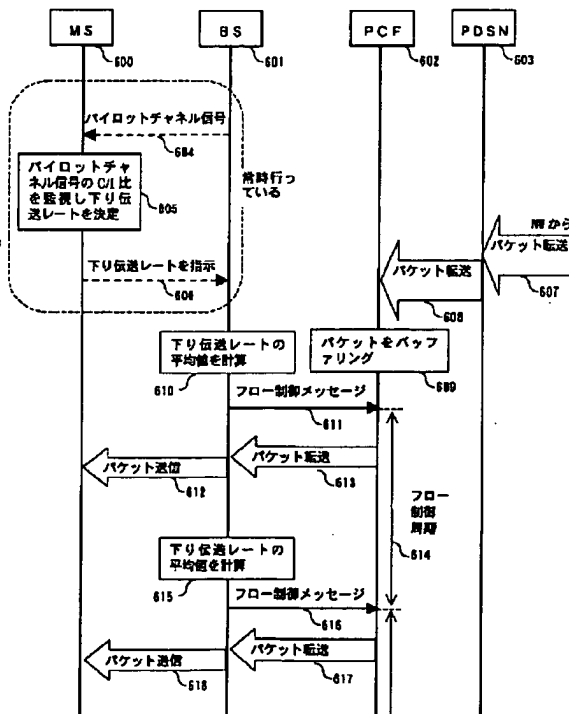 MS
BS
PCF
PDSN
600
601
602
603
パイロットチャンネル信号
604
パイロットチャ
ネル信号の C/I 比
を監視し下り伝
送レートを決定
605
常時行っ
ている
下り伝送レートを指示
606
NWから
パケット転送
607
パケット転送
608
下り伝送レートの
平均値を計算
610
パケットをバッフ
ァリング
609
フロー制御メッセージ
611
パケット転送
613
パケット送信
612
フロー
制御
周期
614
下り伝送レートの
平均値を計算
615
フロー制御メッセージ
616
パケット転送
617
パケット送信
618